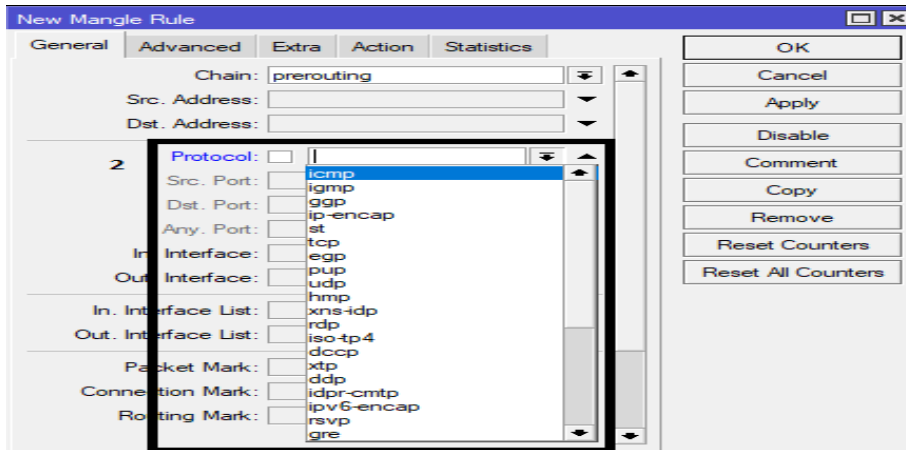 New Mangle Rule
General Advanced Extra Action Statistics
Chain: prerouting
Src. Address:
Dst. Address:
2
Protocol:
Src. Port:
Dst. Port:
Any. Port:
In. Interface:
Out. Interface:
In. Interface List:
Out. Interface List:
Packet Mark:
Connection Mark:
Routing Mark:
icmp
igmp
ggp
ip-encap
st
tcp
egp
pup
udp
hmp
xns-idp
rdp
iso-tp4
dccp
xtp
ddp
idpr-cmtp
ipv6-encap
rsvp
gre
OK
Cancel
Apply
Disable
Comment
Copy
Remove
Reset Counters
Reset All Counters